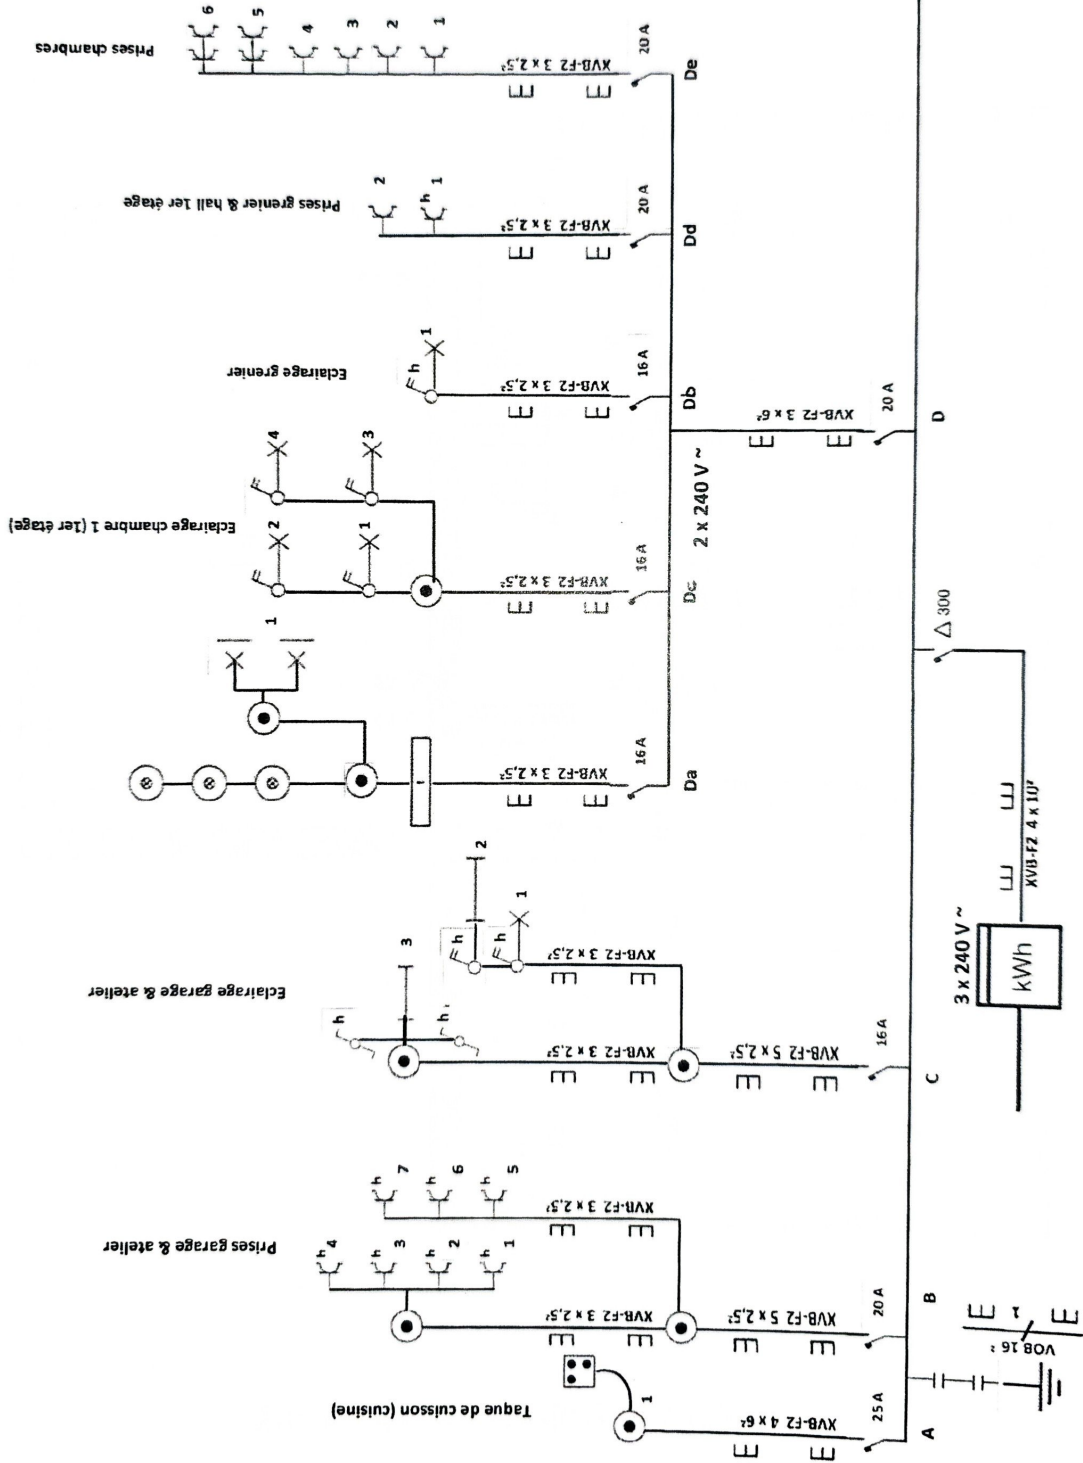 Prises chambres
6
5
4
3
2
1
XVB-F2 3 x 2,5²
20 A
De
Prises grenier & hall 1er étage
2
h
1
XVB-F2 3 x 2,5²
20 A
Dd
Eclairage grenier
h
1
XVB-F2 3 x 2,5²
16 A
Db
Eclairage chambre 1 (1er étage)
4
3
2
1
XVB-F2 3 x 2,5²
16 A
Dc
2 x 240 V ~
XVB-F2 3 x 6²
20 A
D
1
XVB-F2 3 x 2,5²
16 A
Da
Δ 300
Eclairage garage & atelier
2
h
1
h
3
h
h
XVB-F2 3 x 2,5²
XVB-F2 3 x 2,5²
XVB-F2 5 x 2,5²
16 A
C
3 x 240 V ~
kWh
XVB-F2 4 x 10²
Prises garage & atelier
h
7
h
6
h
5
h
4
h
3
h
2
h
1
XVB-F2 3 x 2,5²
XVB-F2 3 x 2,5²
XVB-F2 5 x 2,5²
20 A
B
Taque de cuisson (cuisine)
1
XVB-F2 4 x 6²
25 A
A
VOB 16 ²
1